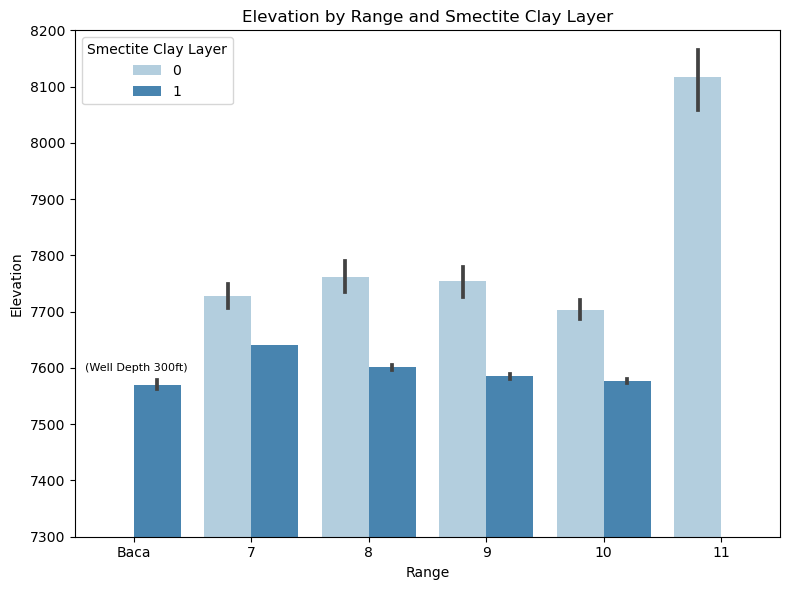 Elevation by Range and Smectite Clay Layer
Smectite Clay Layer
0
1
8200
8100
8000
7900
7800
7700
7600
7500
7400
7300
Elevation
(Well Depth 300ft)
Baca
7
8
9
10
11
Range